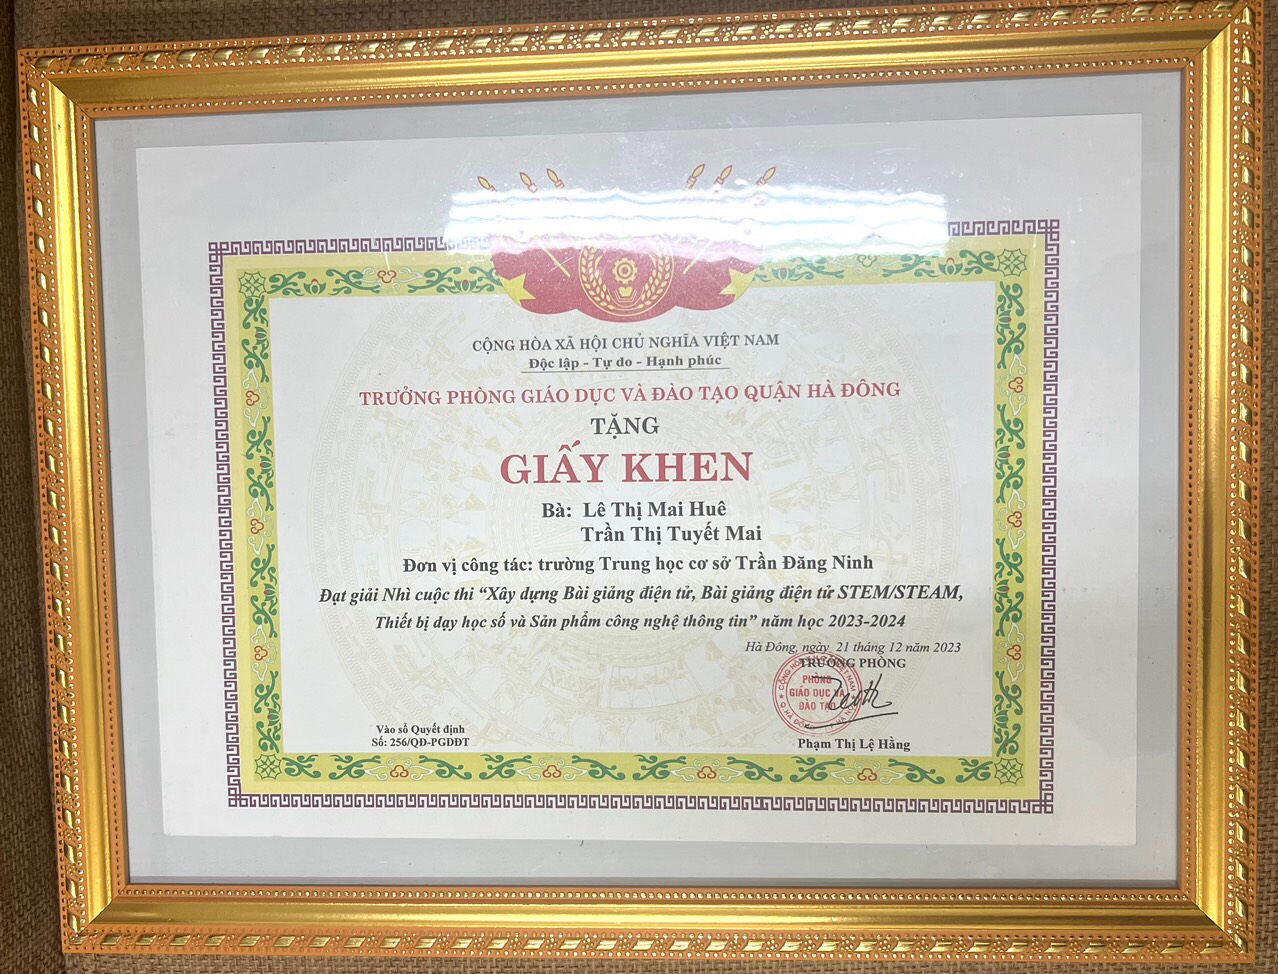 CỘNG HÒA XÃ HỘI CHỦ NGHĨA VIỆT NAM
Độc lập - Tự do - Hạnh phúc
TRƯỞNG PHÒNG GIÁO DỤC VÀ ĐÀO TẠO QUẬN HÀ ĐÔNG
TẶNG
GIẤY KHEN
Bà: Lê Thị Mai Huê
Trần Thị Tuyết Mai
Đơn vị công tác: trường Trung học cơ sở Trần Đăng Ninh
Đạt giải Nhì cuộc thi “Xây dựng Bài giảng điện tử, Bài giảng điện tử STEM/STEAM,
Thiết bị dạy học số và Sản phẩm công nghệ thông tin” năm học 2023-2024
Hà Đông, ngày 21 tháng 12 năm 2023
TRƯỞNG PHÒNG
PHÒNG
GIÁO DỤC VÀ
ĐÀO TẠO
Vào sổ Quyết định
Số: 256/QĐ-PGDĐT
Phạm Thị Lệ Hằng